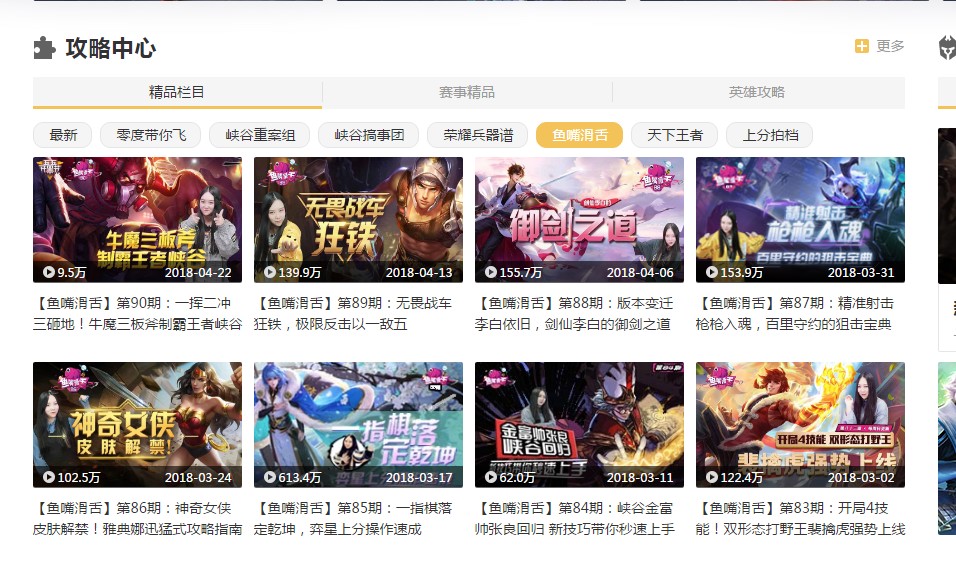 攻略中心
更多
精品栏目 赛事精品 英雄攻略
最新 零度带你飞 峡谷重案组 峡谷搞事团 荣耀兵器谱 鱼嘴滑舌 天下王者 上分拍档
牛魔三板斧
制霸王者峡谷
9.5万 2018-04-22
无畏战车
狂铁
139.9万 2018-04-13
剑仙李白的
御剑之道
155.7万 2018-04-06
精准射击
枪枪入魂
百里守约的狙击宝典
153.9万 2018-03-31
【鱼嘴滑舌】第90期：一挥二冲
三砸地！牛魔三板斧制霸王者峡谷
【鱼嘴滑舌】第89期：无畏战车
狂铁，极限反击以一敌五
【鱼嘴滑舌】第88期：版本变迁
李白依旧，剑仙李白的御剑之道
【鱼嘴滑舌】第87期：精准射击
枪枪入魂，百里守约的狙击宝典
神奇女侠
皮肤解禁！
102.5万 2018-03-24
一指棋落
定乾坤
613.4万 2018-03-17
第84期
金富帅张良
峡谷回归
62.0万 2018-03-11
开局4技能 双形态打野王
裴擒虎强势上线
122.4万 2018-03-02
【鱼嘴滑舌】第86期：神奇女侠
皮肤解禁！雅典娜迅猛式攻略指南
【鱼嘴滑舌】第85期：一指棋落
定乾坤，弈星上分操作速成
【鱼嘴滑舌】第84期：峡谷金富
帅张良回归 新技巧带你秒速上手
【鱼嘴滑舌】第83期：开局4技
能！双形态打野王裴擒虎强势上线